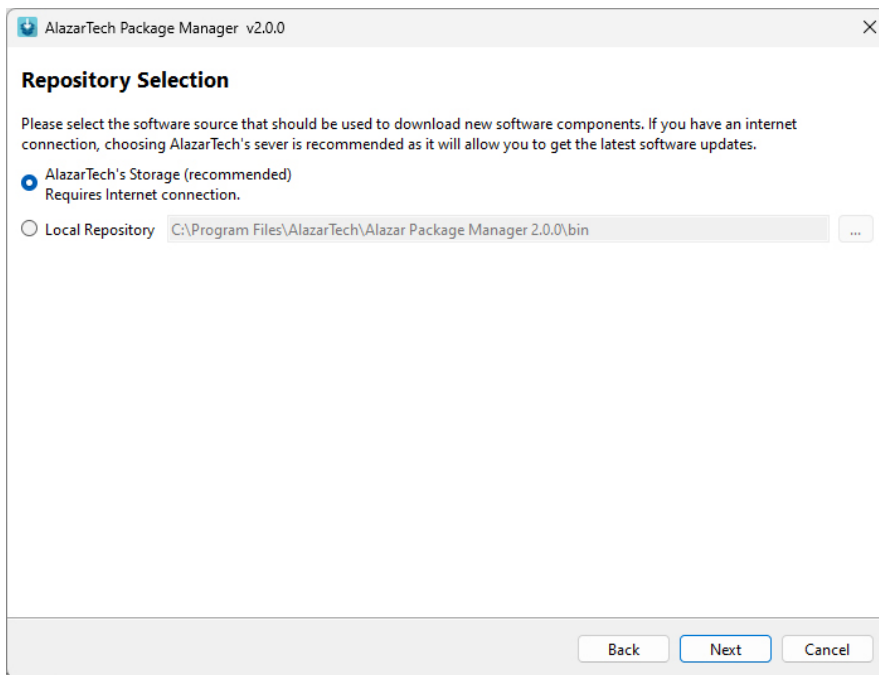 AlazarTech Package Manager v2.0.0
Repository Selection
Please select the software source that should be used to download new software components. If you have an internet
connection, choosing AlazarTech's sever is recommended as it will allow you to get the latest software updates.
AlazarTech's Storage (recommended)
Requires Internet connection.
Local Repository C:\Program Files\AlazarTech\Alazar Package Manager 2.0.0\bin ...
Back Next Cancel